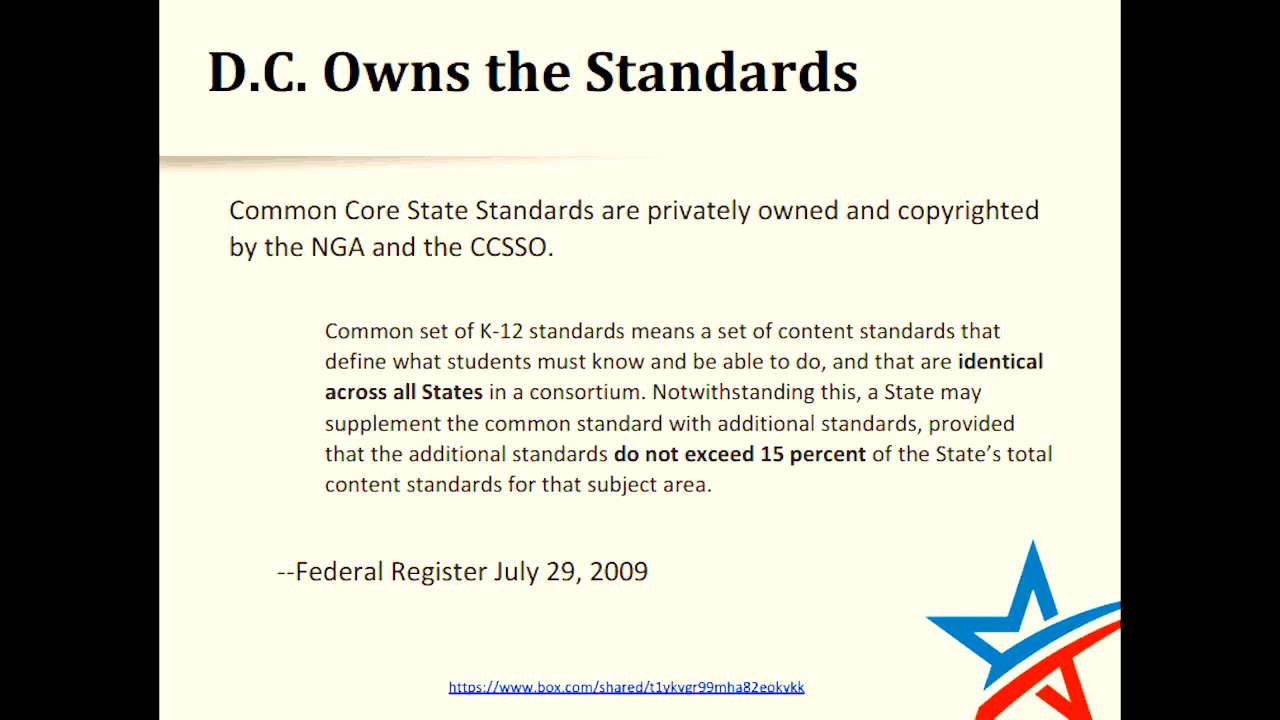 D.C. Owns the Standards
Common Core State Standards are privately owned and copyrighted
by the NGA and the CCSSO.
Common set of K-12 standards means a set of content standards that
define what students must know and be able to do, and that are identical
across all States in a consortium. Notwithstanding this, a State may
supplement the common standard with additional standards, provided
that the additional standards do not exceed 15 percent of the State’s total
content standards for that subject area.
--Federal Register July 29, 2009
https://www.box.com/shared/t1ykvgr99mha82eokvkk